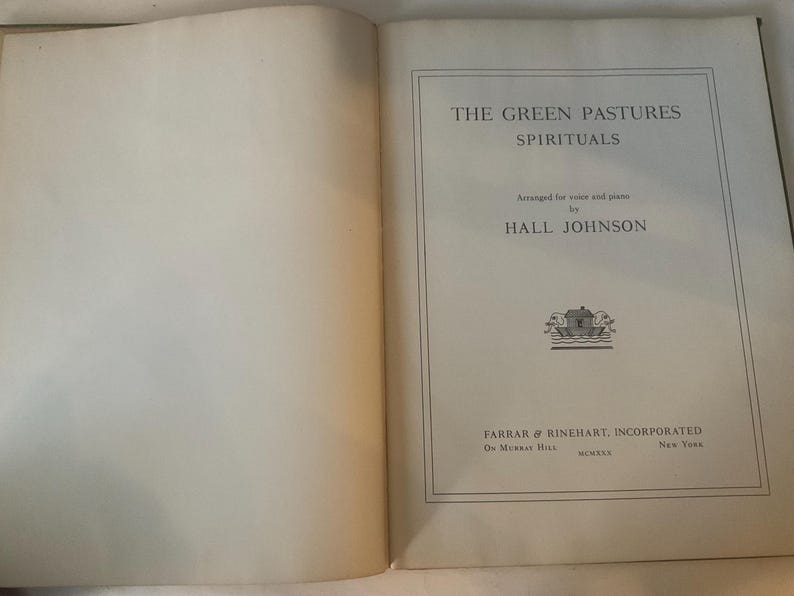 THE GREEN PASTURES
SPIRITUALS
Arranged for voice and piano
by
HALL JOHNSON
FARRAR & RINEHART, INCORPORATED
ON MURRAY HILL NEW YORK
MCMXXX